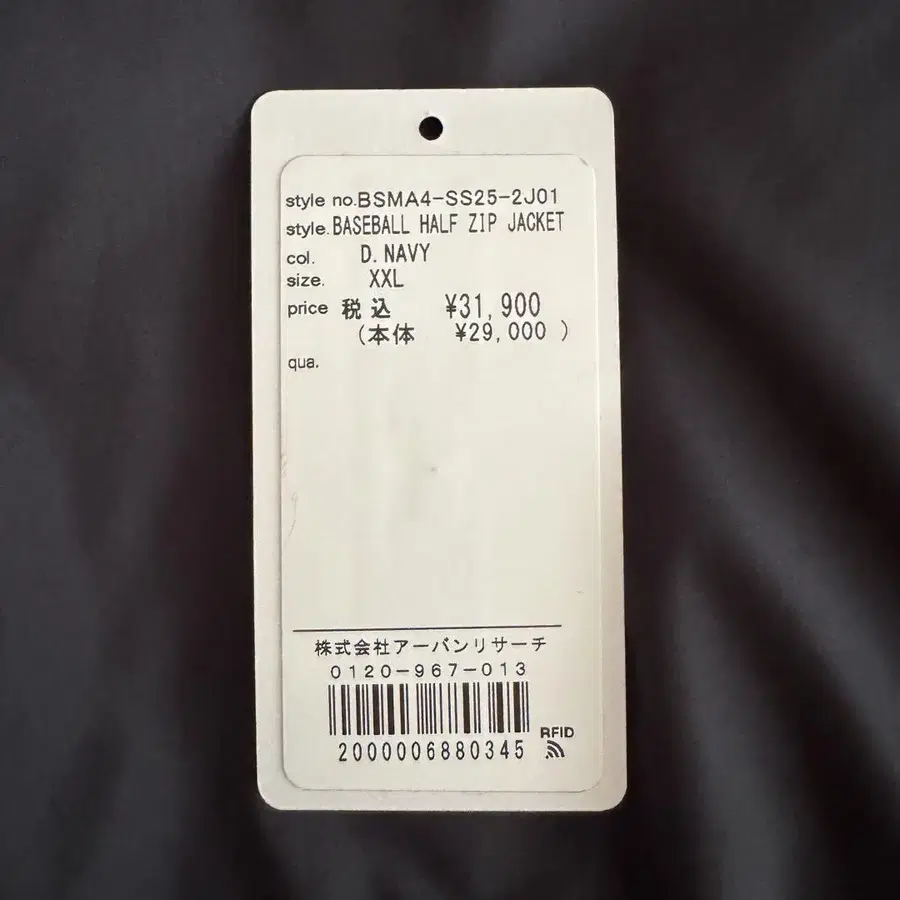 style no.BSMA4-SS25-2J01
style.BASEBALL HALF ZIP JACKET
col. D.NAVY
size. XXL
price 税込 ¥31,900
(本体 ¥29,000 )
qua.
株式会社アーバンリサーチ
0120-967-013
RFID
2000006880345